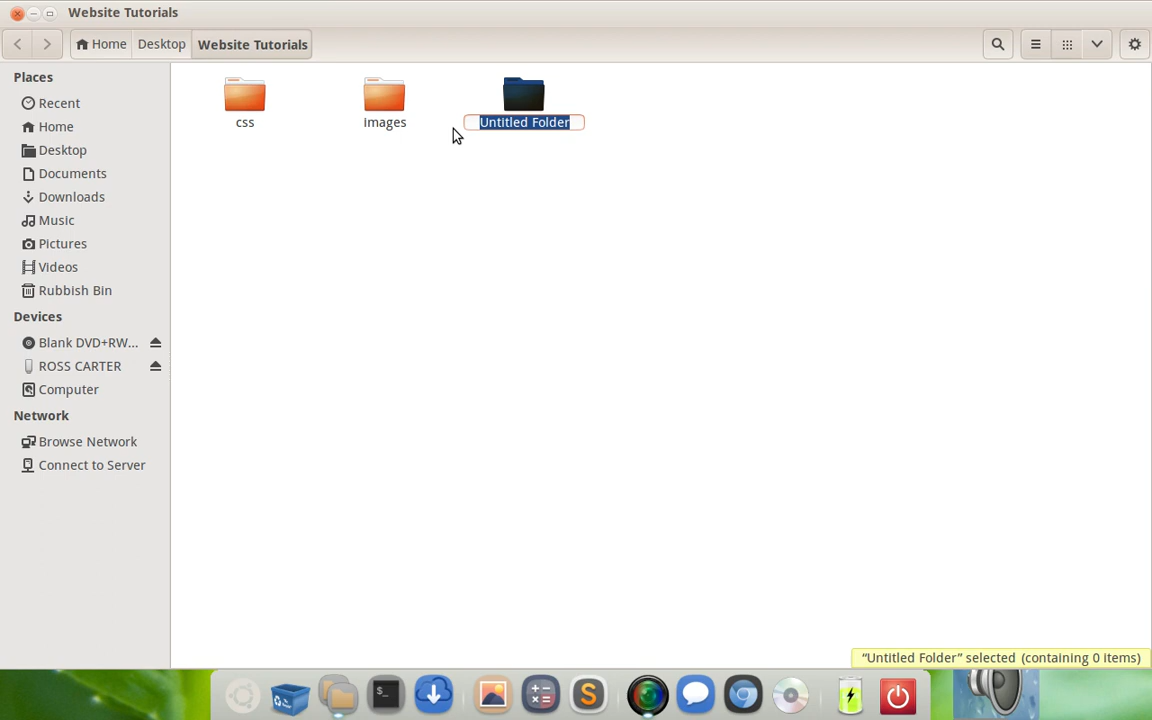 Website Tutorials
Home
Desktop
Website Tutorials
Places
Recent
Home
Desktop
Documents
Downloads
Music
Pictures
Videos
Rubbish Bin
Devices
Blank DVD+RW...
ROSS CARTER
Computer
Network
Browse Network
Connect to Server
css
images
Untitled Folder
"Untitled Folder" selected (containing 0 items)
$_
S